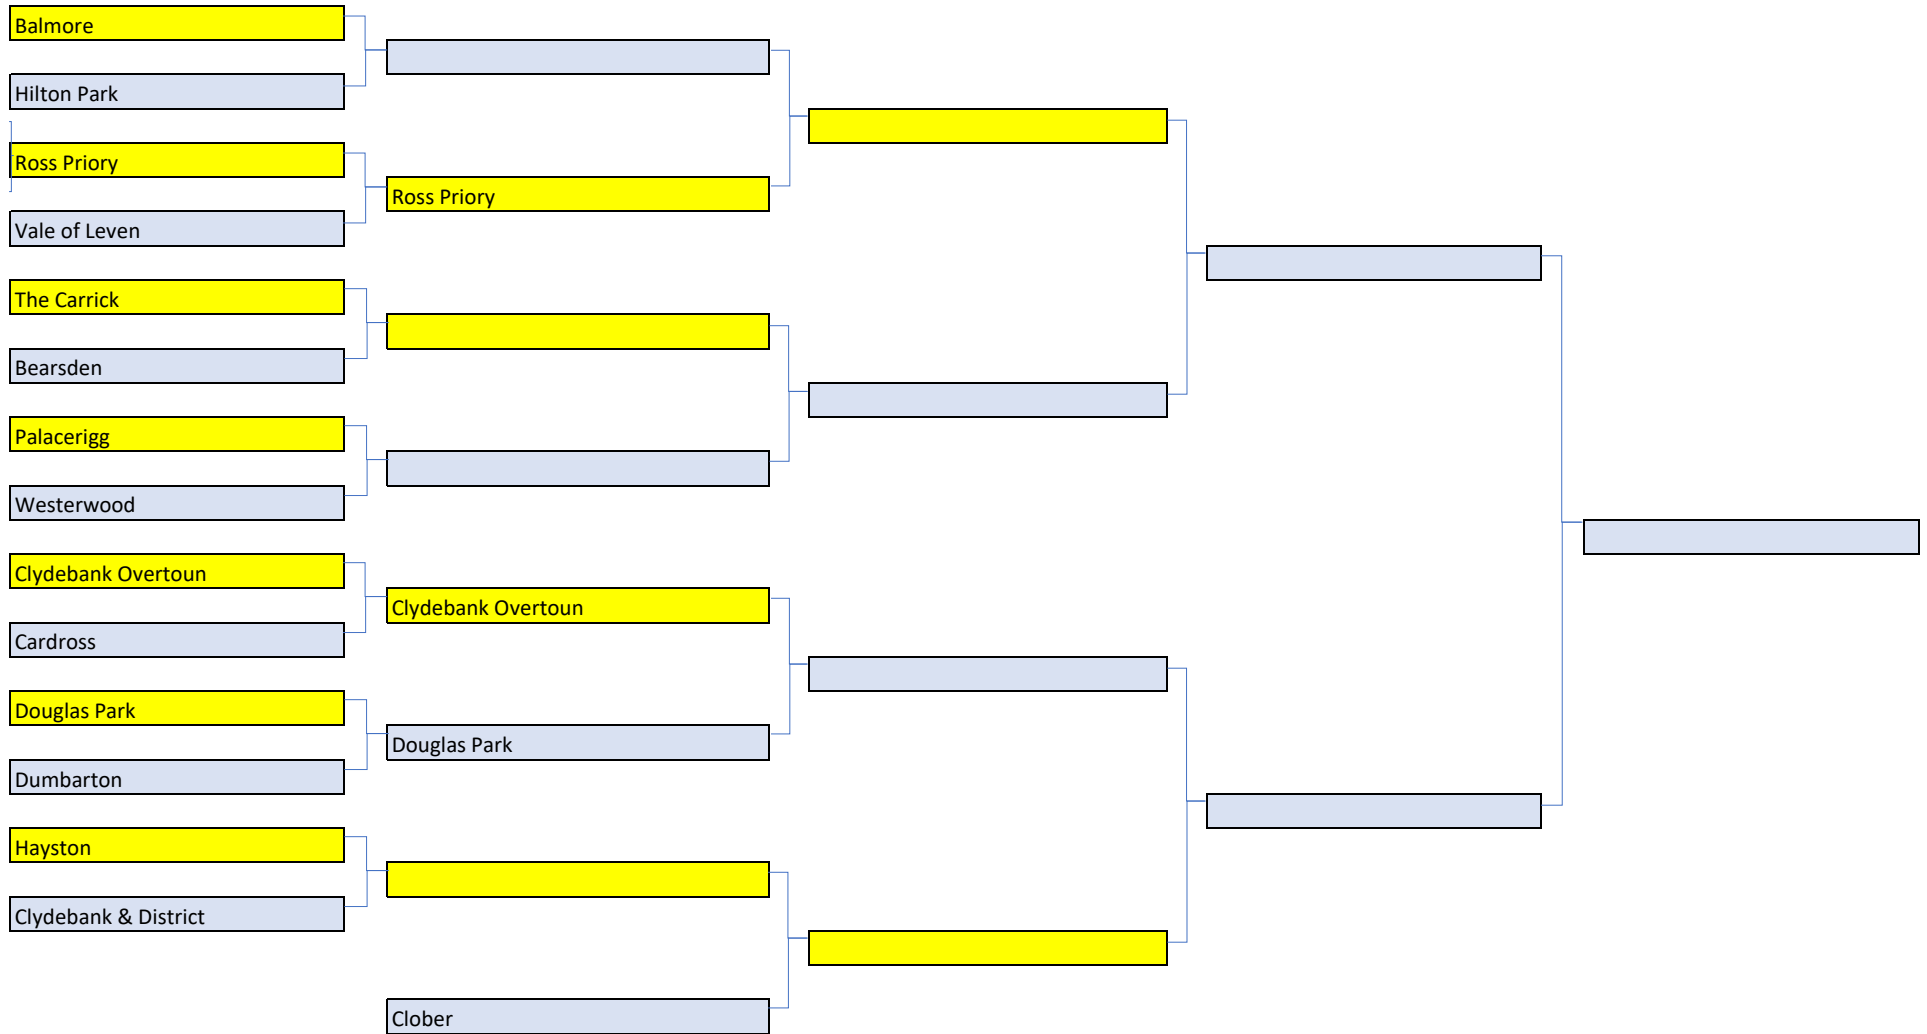 Balmore
Hilton Park
Ross Priory
Vale of Leven
Ross Priory
The Carrick
Bearsden
Palacerigg
Westerwood
Clydebank Overtoun
Cardross
Clydebank Overtoun
Douglas Park
Dumbarton
Douglas Park
Hayston
Clydebank & District
Clober